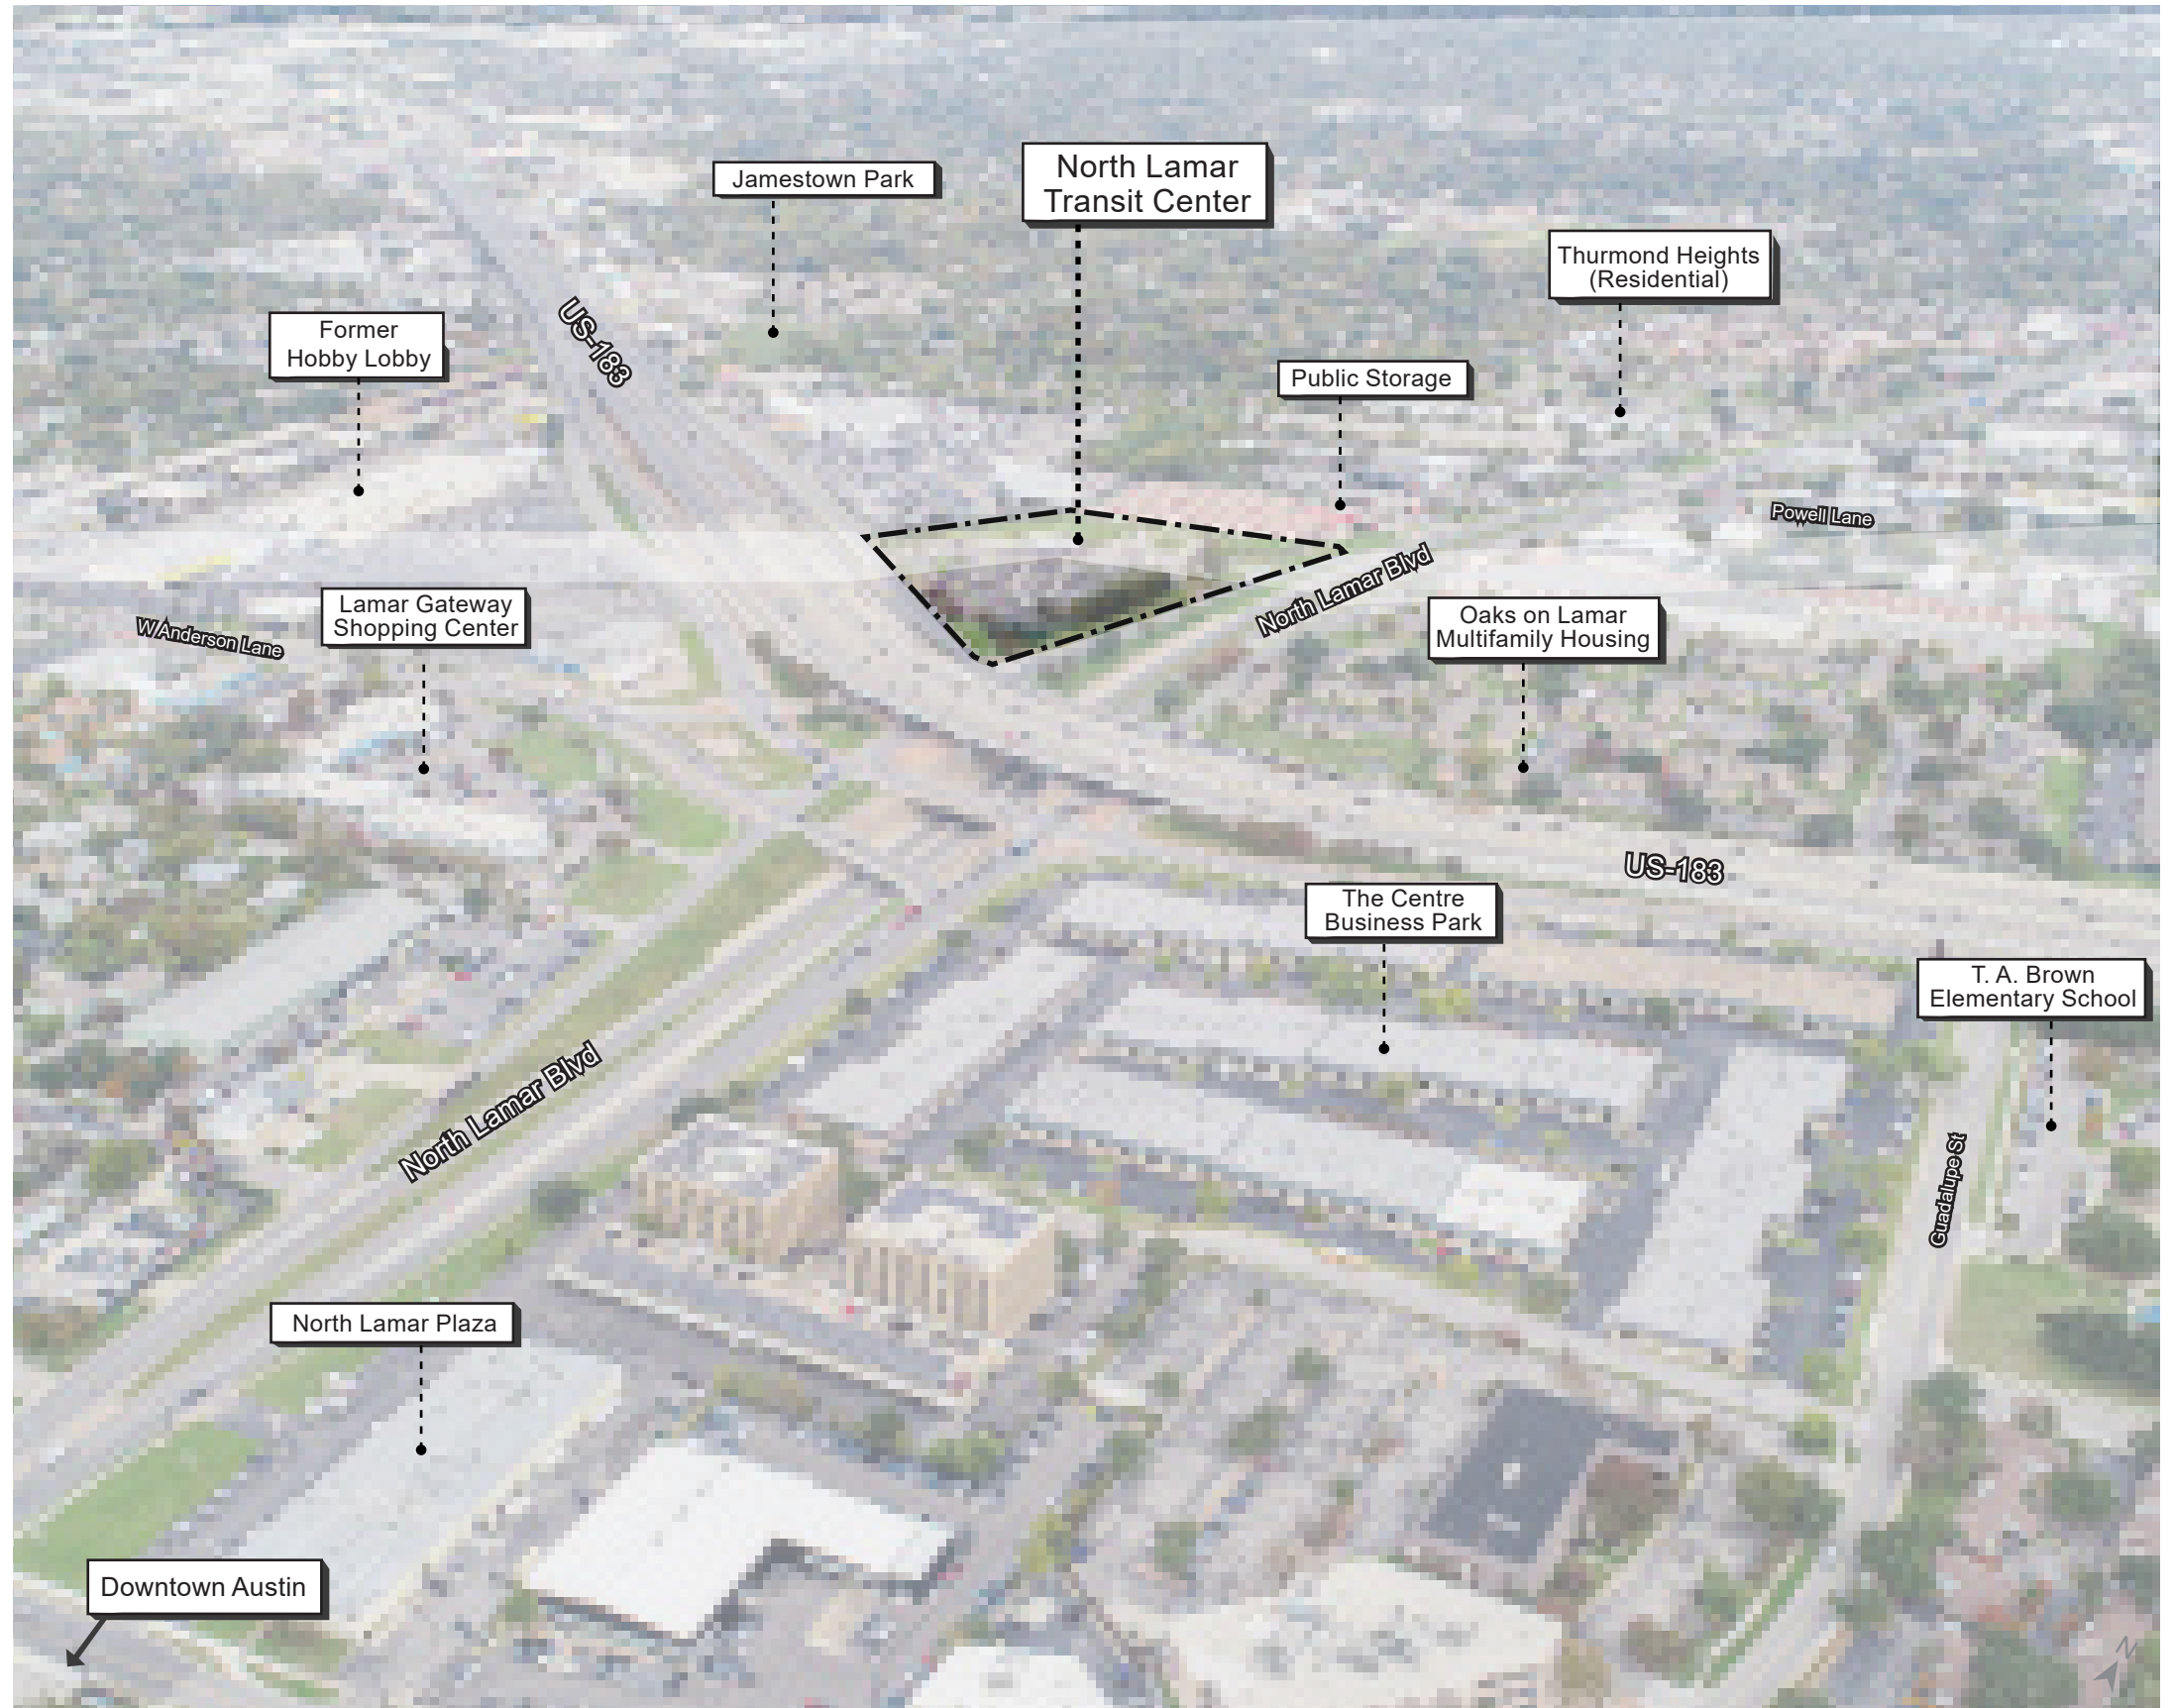 Jamestown Park
North Lamar
Transit Center
Thurmond Heights
(Residential)
Former
Hobby Lobby
US-183
Public Storage
Powell Lane
North Lamar Blvd
W Anderson Lane
Lamar Gateway
Shopping Center
Oaks on Lamar
Multifamily Housing
US-183
The Centre
Business Park
T. A. Brown
Elementary School
North Lamar Blvd
Guadalupe St
North Lamar Plaza
Downtown Austin
N